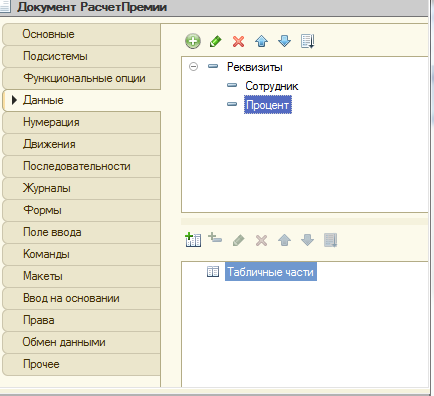 Документ РасчетПремии
Основные
Подсистемы
Функциональные опции
Данные
Нумерация
Движения
Последовательности
Журналы
Формы
Поле ввода
Команды
Макеты
Ввод на основании
Права
Обмен данными
Прочее
Реквизиты
Сотрудник
Процент
Табличные части